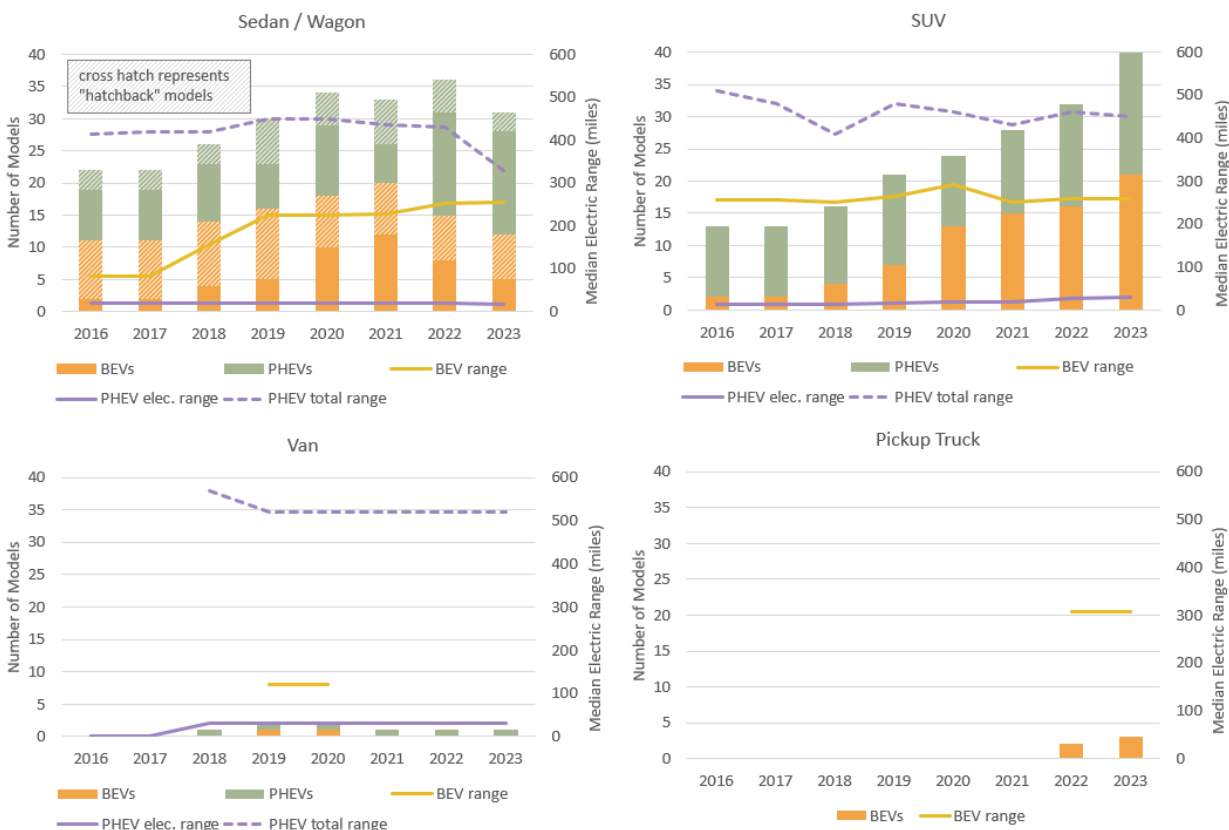 Sedan / Wagon
cross hatch represents
"hatchback" models
Number of Models
40
35
30
25
20
15
10
5
0
600
500
400
300
200
100
0
Median Electric Range (miles)
2016 2017 2018 2019 2020 2021 2022 2023
BEVs PHEVs BEV range
PHEV elec. range PHEV total range
SUV
Number of Models
40
35
30
25
20
15
10
5
0
600
500
400
300
200
100
0
Median Electric Range (miles)
2016 2017 2018 2019 2020 2021 2022 2023
BEVs PHEVs BEV range
PHEV elec. range PHEV total range
Van
Number of Models
40
35
30
25
20
15
10
5
0
600
500
400
300
200
100
0
Median Electric Range (miles)
2016 2017 2018 2019 2020 2021 2022 2023
BEVs PHEVs BEV range
PHEV elec. range PHEV total range
Pickup Truck
Number of Models
40
35
30
25
20
15
10
5
0
600
500
400
300
200
100
0
Median Electric Range (miles)
2016 2017 2018 2019 2020 2021 2022 2023
BEVs BEV range